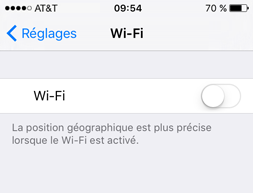 AT&T 09:54 70 %
Réglages Wi-Fi
Wi-Fi
La position géographique est plus précise
lorsque le Wi-Fi est activé.